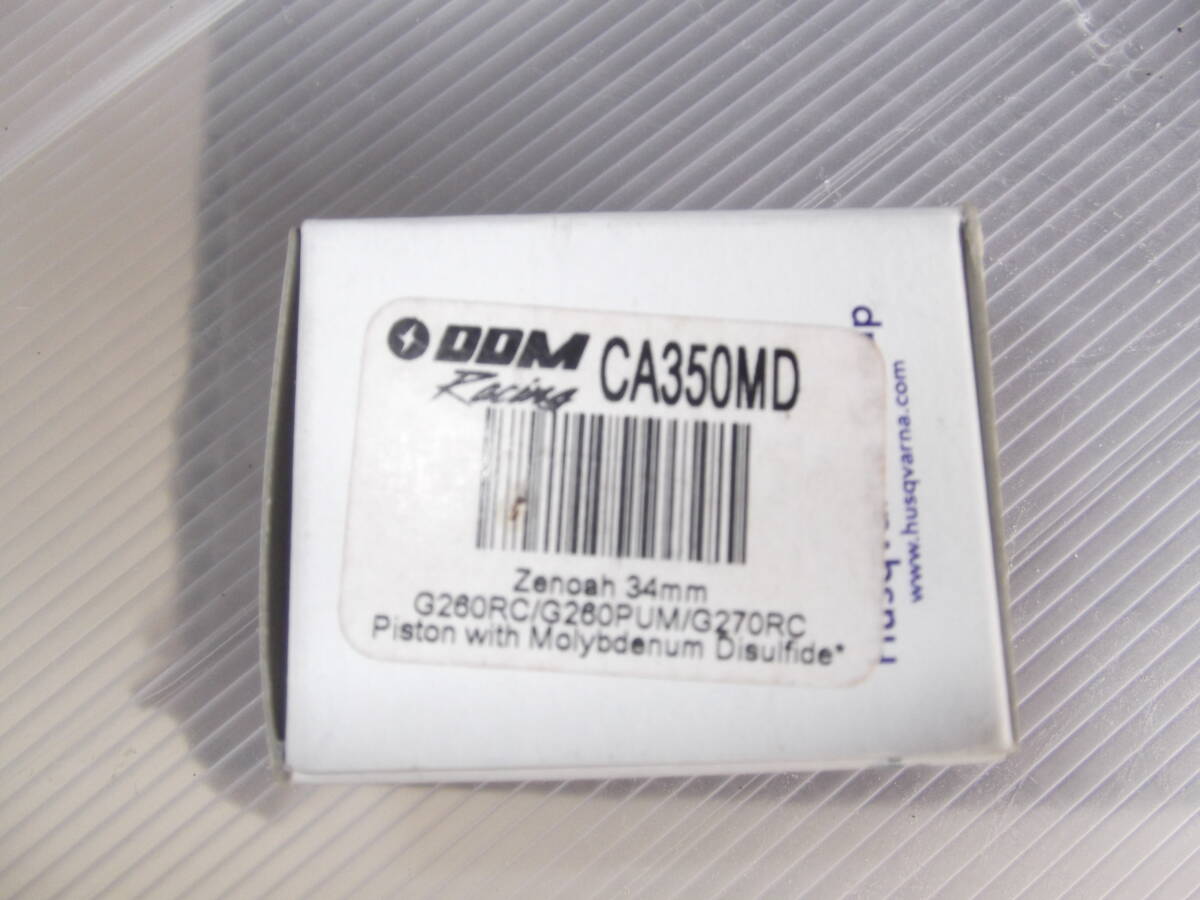 DDM
Racing
CA350MD
Zenoah 34mm
G260RC/G260PUM/G270RC
Piston with Molybdenum Disulfide*
www.husqvarna.com